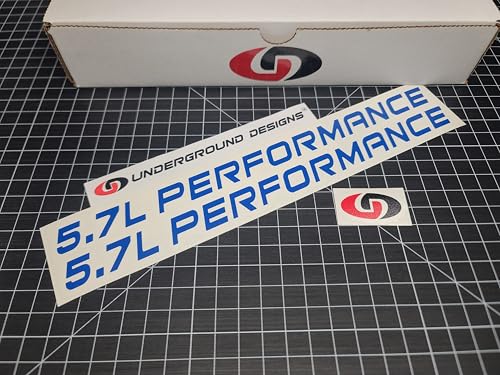 UNDERGROUND DESIGNS
5.7L PERFORMANCE
5.7L PERFORMANCE